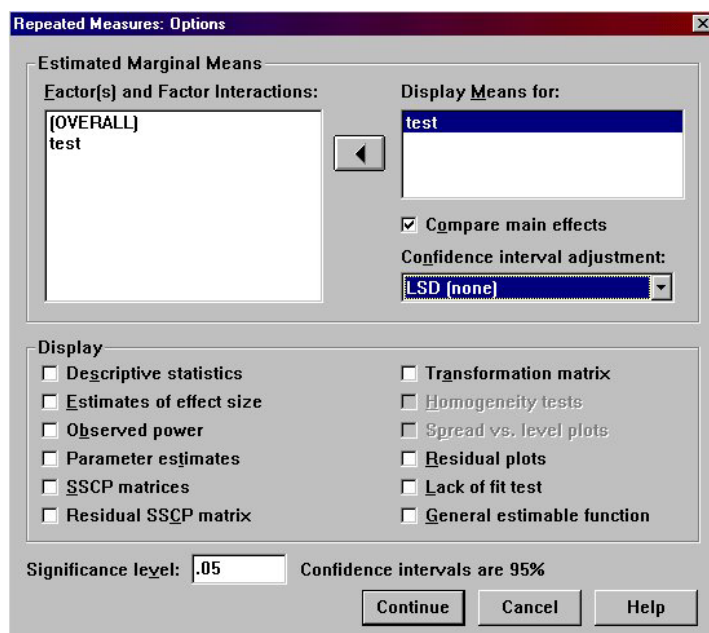 Repeated Measures: Options
Estimated Marginal Means
Factor(s) and Factor Interactions:
(OVERALL)
test
Display Means for:
test
Compare main effects
Confidence interval adjustment:
LSD (none)
Display
Descriptive statistics
Estimates of effect size
Observed power
Parameter estimates
SSCP matrices
Residual SSCP matrix
Transformation matrix
Homogeneity tests
Spread vs. level plots
Residual plots
Lack of fit test
General estimable function
Significance level: .05 Confidence intervals are 95%
Continue Cancel Help